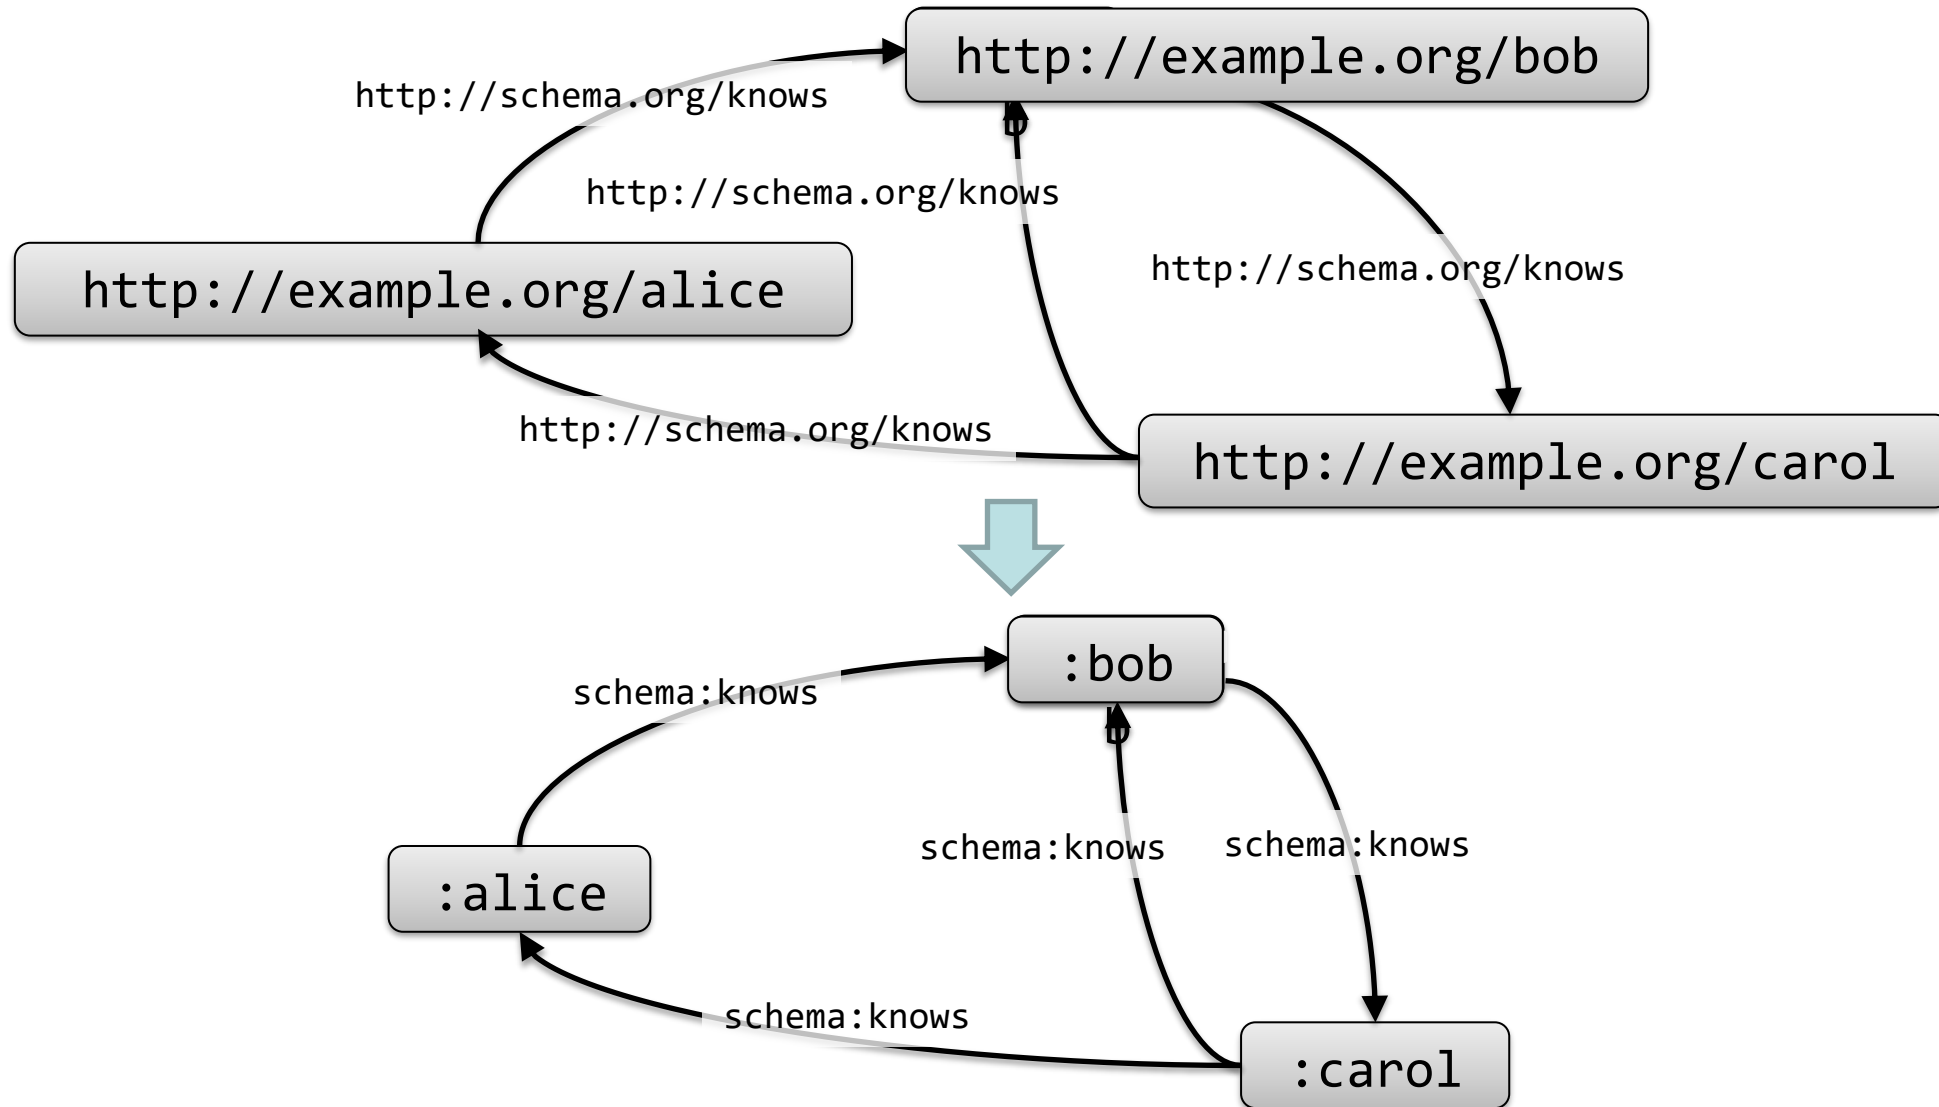 http://example.org/bob
http://schema.org/knows
b
http://schema.org/knows
http://schema.org/knows
http://example.org/alice
http://schema.org/knows
http://example.org/carol
:bob
schema:knows
b
schema:knows
schema:knows
:alice
schema:knows
:carol